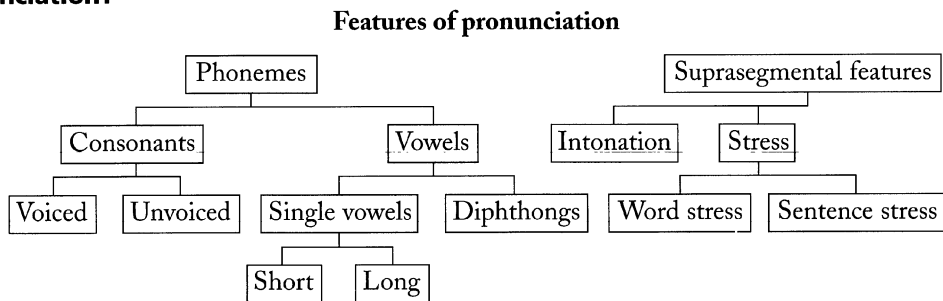 Features of pronunciation
Phonemes Suprasegmental features
Consonants Vowels Intonation Stress
Voiced Unvoiced Single vowels Diphthongs Word stress Sentence stress
Short Long